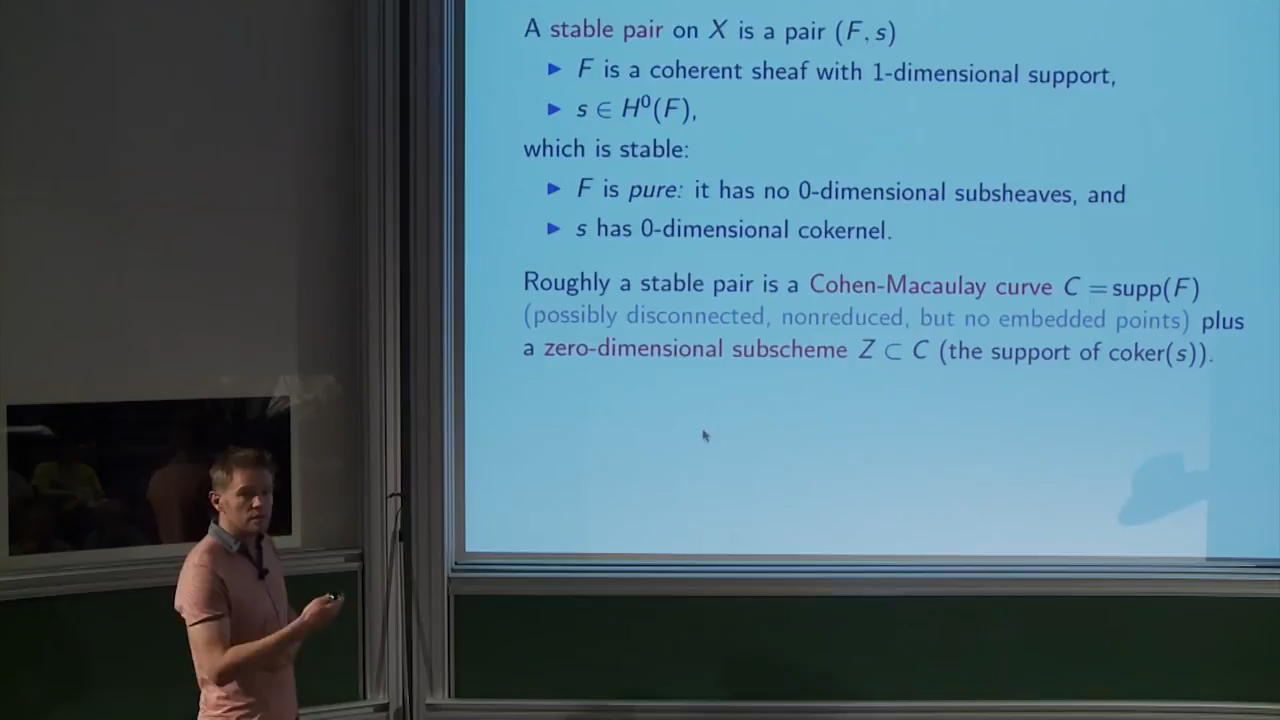 A stable pair on X is a pair (F, s)
▶ F is a coherent sheaf with 1-dimensional support,
▶ s ∈ H⁰(F),
which is stable:
▶ F is pure: it has no 0-dimensional subsheaves, and
▶ s has 0-dimensional cokernel.
Roughly a stable pair is a Cohen-Macaulay curve C = supp(F)
(possibly disconnected, nonreduced, but no embedded points) plus
a zero-dimensional subscheme Z ⊂ C (the support of coker(s)).